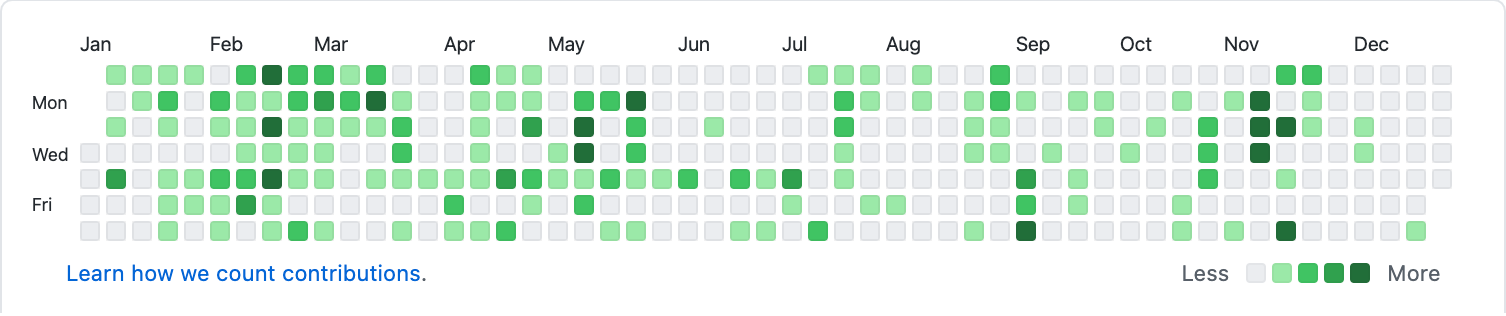 Jan Feb Mar Apr May Jun Jul Aug Sep Oct Nov Dec
Mon
Wed
Fri
Learn how we count contributions. Less More